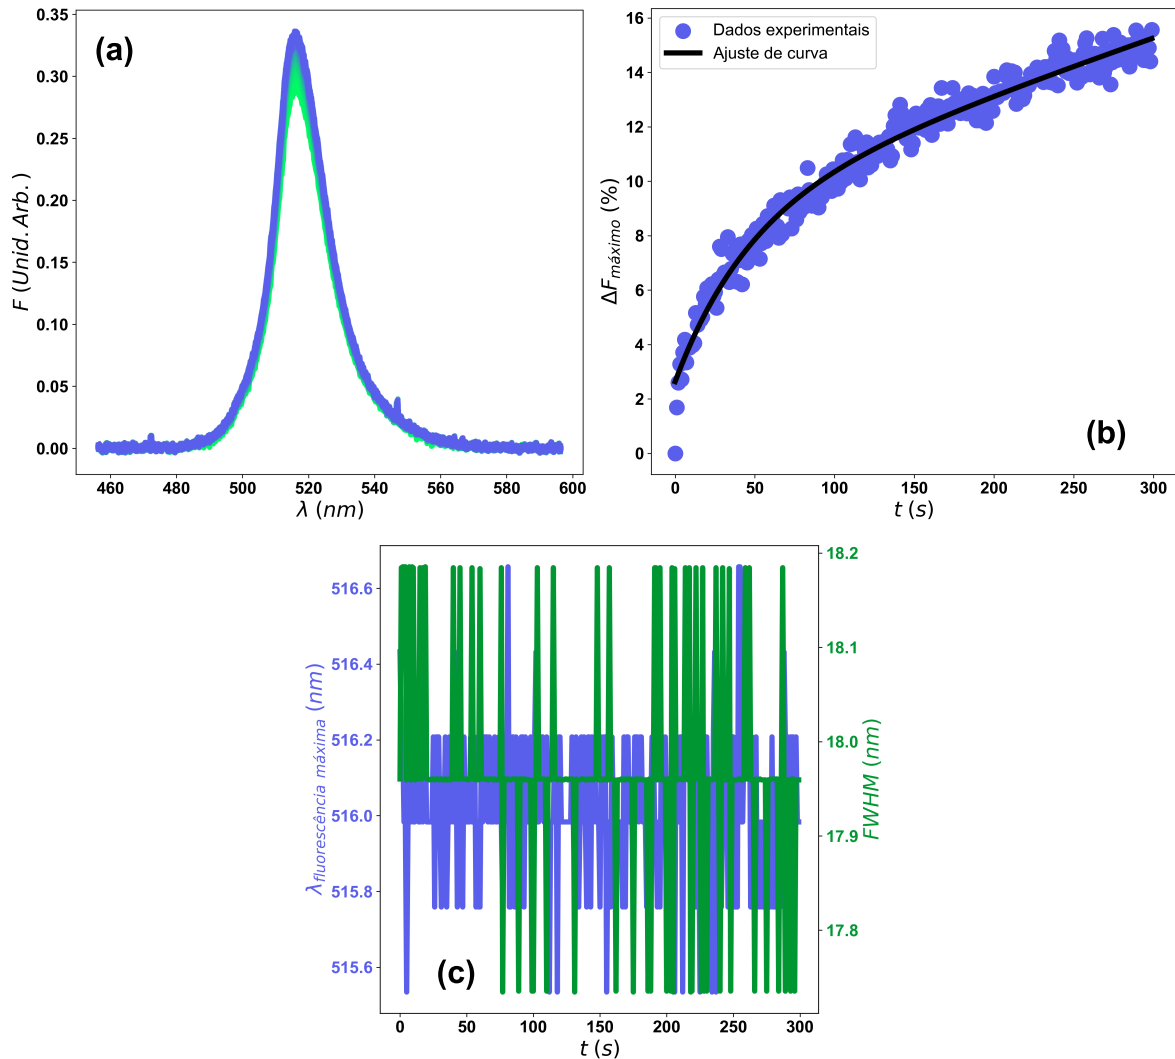 (a)
0.35
0.30
0.25
0.20
0.15
0.10
0.05
0.00
F (Unid. Arb. )
460 480 500 520 540 560 580 600
λ (nm)
Dados experimentais
Ajuste de curva
16
14
12
10
8
6
4
2
0
ΔFmáximo (%)
(b)
0 50 100 150 200 250 300
t (s)
516.6
516.4
516.2
516.0
515.8
515.6
λfluorescência máxima (nm)
18.2
18.1
18.0
17.9
17.8
FWHM (nm)
(c)
0 50 100 150 200 250 300
t (s)